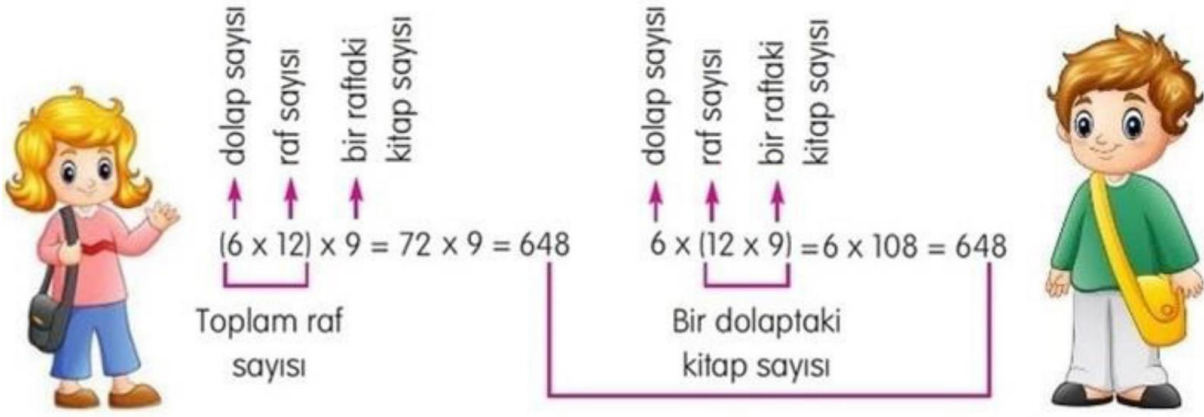 dolap sayısı
raf sayısı
bir raftaki
kitap sayısı
(6 x 12) x 9 = 72 x 9 = 648
Toplam raf
sayısı
dolap sayısı
raf sayısı
bir raftaki
kitap sayısı
6 x (12 x 9) = 6 x 108 = 648
Bir dolaptaki
kitap sayısı